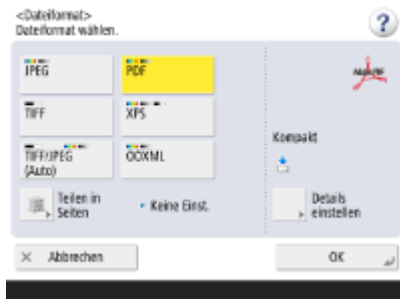 <Dateiformat>
Dateiformat wählen.
?
JPEG
PDF
TIFF
XPS
Kompakt
TIFF/JPEG
(Auto)
OOXML
Teilen in
Seiten
Keine Einst.
Details
einstellen
Abbrechen
OK